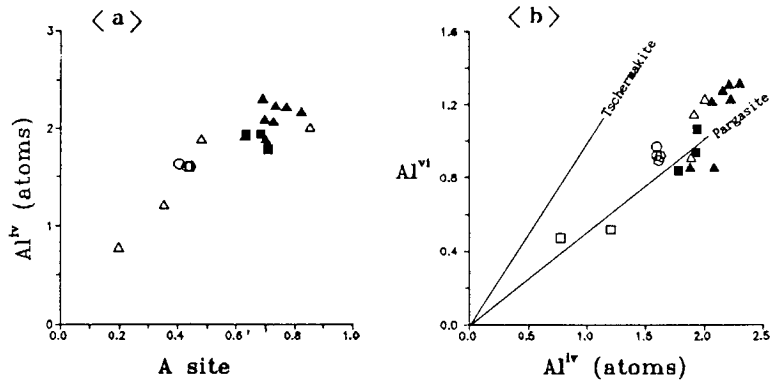 ⟨a⟩
3
2
1
0
Al^iv (atoms)
0.0 0.2 0.4 0.6 0.8 1.0
A site
⟨b⟩
1.6
1.2
0.8
0.4
0.0
Al^vi
Tschermakite
Pargasite
0.0 0.5 1.0 1.5 2.0 2.5
Al^iv (atoms)